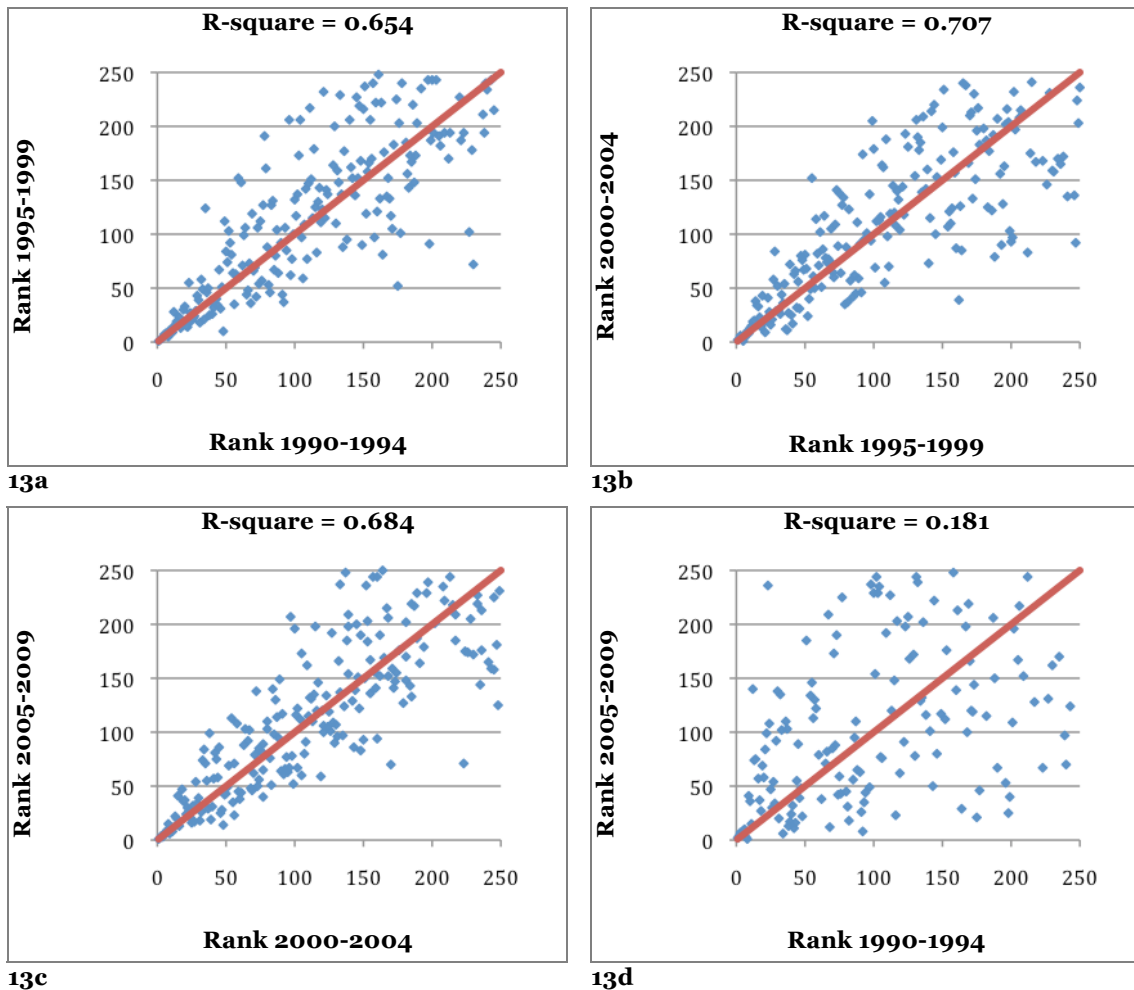 R-square = 0.654
250
200
150
100
50
0
0 50 100 150 200 250
Rank 1995-1999
Rank 1990-1994
13a
R-square = 0.707
250
200
150
100
50
0
0 50 100 150 200 250
Rank 2000-2004
Rank 1995-1999
13b
R-square = 0.684
250
200
150
100
50
0
0 50 100 150 200 250
Rank 2005-2009
Rank 2000-2004
13c
R-square = 0.181
250
200
150
100
50
0
0 50 100 150 200 250
Rank 2005-2009
Rank 1990-1994
13d